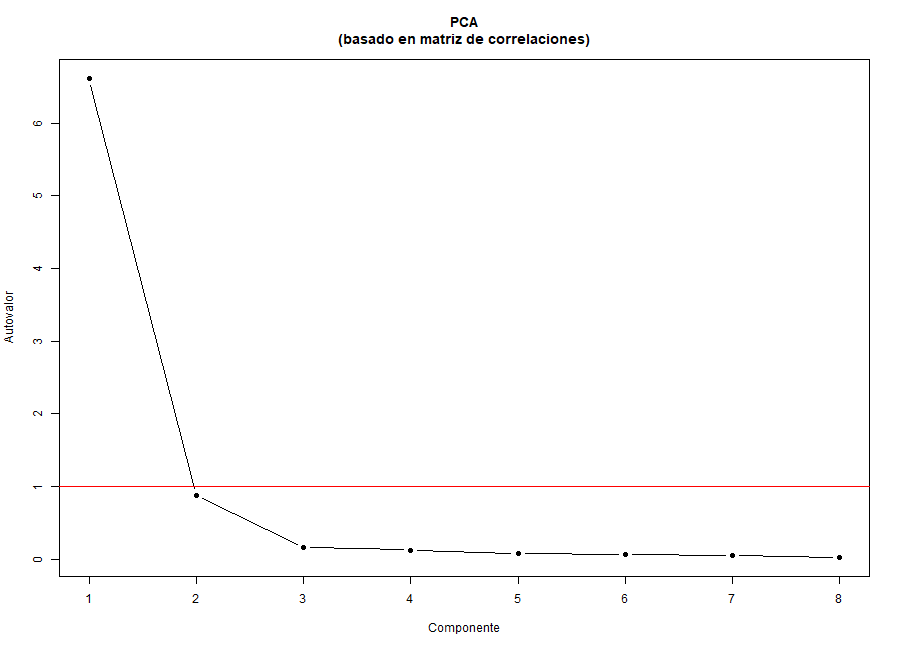 PCA
(basado en matriz de correlaciones)
6
5
4
3
2
1
0
Autovalor
1 2 3 4 5 6 7 8
Componente